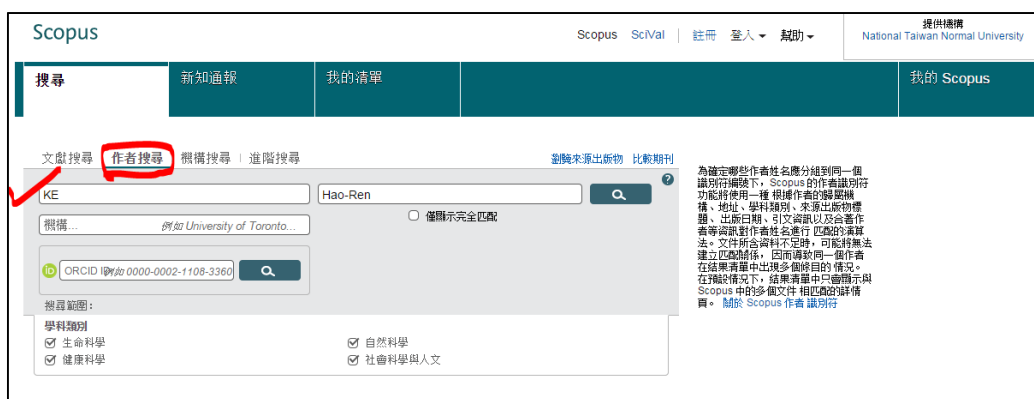 Scopus
Scopus SciVal | 註冊 登入 幫助
提供機構
National Taiwan Normal University
搜尋 新知通報 我的清單 我的 Scopus
文獻搜尋 作者搜尋 機構搜尋 | 進階搜尋
瀏覽來源出版物 比較期刊
KE
Hao-Ren
機構... 例如 University of Toronto...
僅顯示完全匹配
ORCID 例如 0000-0002-1108-3360
搜尋範圍:
學科類別
生命科學 自然科學
健康科學 社會科學與人文
為確定哪些作者姓名應分組到同一個
識別符編號下，Scopus 的作者識別符
功能將使用一種 根據作者的歸屬機
構、地址、學科類別、來源出版物標
題、出版日期、引文資訊以及合著作
者等資訊對作者姓名進行 匹配的演算
法。文件所含資料不足時，可能將無法
建立匹配關係，因而導致同一個作者
在結果清單中出現多個條目的 情況。
在預設情況下，結果清單中只會顯示與
Scopus 中的多個文件 相匹配的詳情
頁。 關於 Scopus 作者 識別符